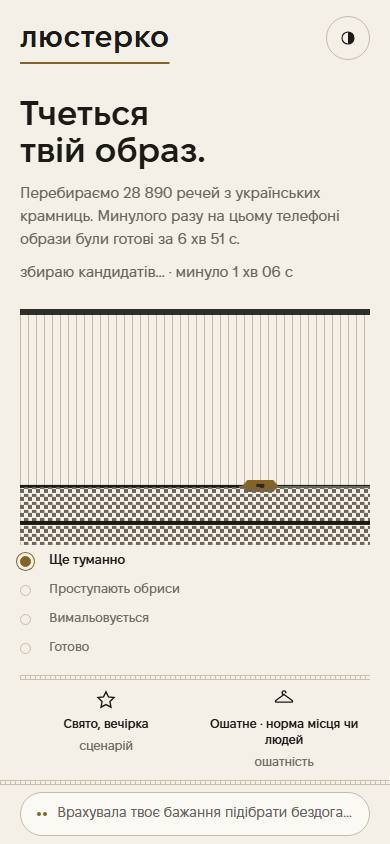 люстерко
Тчеться
твій образ.
Перебираємо 28 890 речей з українських
крамниць. Минулого разу на цьому телефоні
образи були готові за 6 хв 51 с.
збираю кандидатів... · минуло 1 хв 06 с
Ще туманно
Проступають обриси
Вимальовується
Готово
Свято, вечірка
сценарій
Ошатне · норма місця чи
людей
ошатність
Врахувала твоє бажання підібрати бездога...